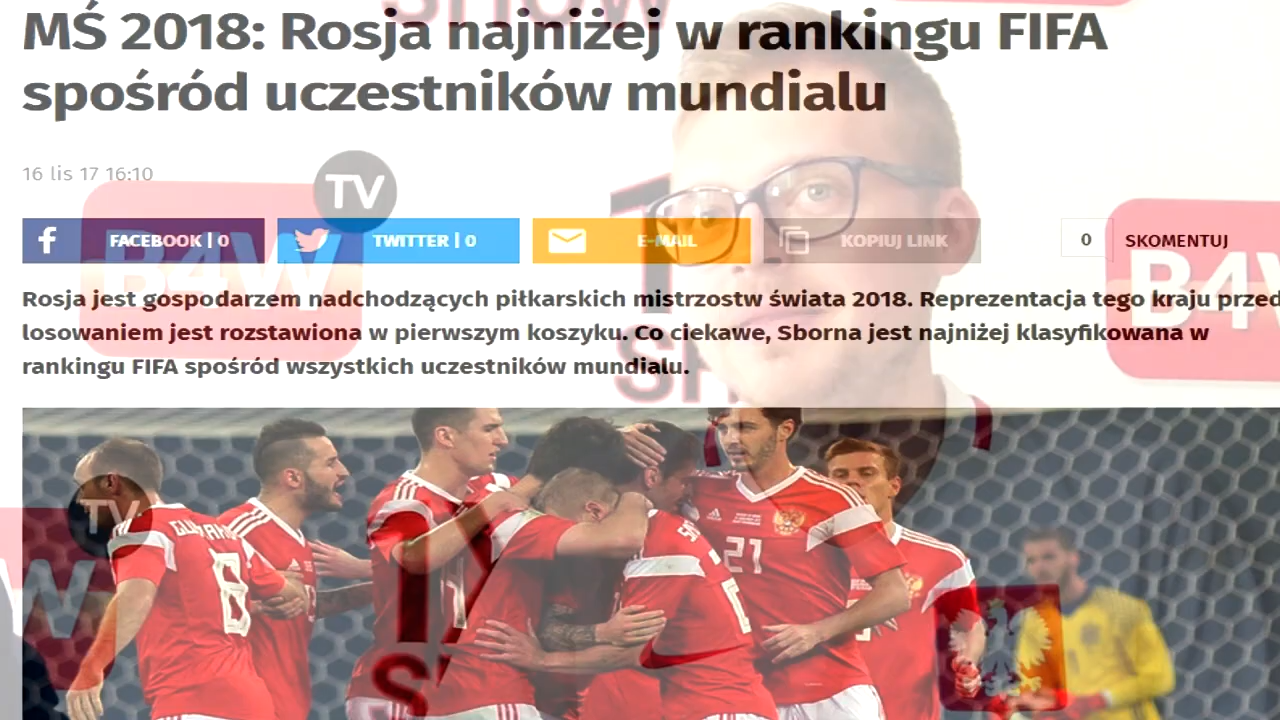 SHOW
MŚ 2018: Rosja najniżej w rankingu FIFA
spośród uczestników mundialu
16 lis 17 16:10
TV
B4W
FACEBOOK | 0
TWITTER | 0
E-MAIL
KOPIUJ LINK
0
SKOMENTUJ
B4W
Rosja jest gospodarzem nadchodzących piłkarskich mistrzostw świata 2018. Reprezentacja tego kraju przed
losowaniem jest rozstawiona w pierwszym koszyku. Co ciekawe, Sborna jest najniżej klasyfikowana w
rankingu FIFA spośród wszystkich uczestników mundialu.
TV
8
21